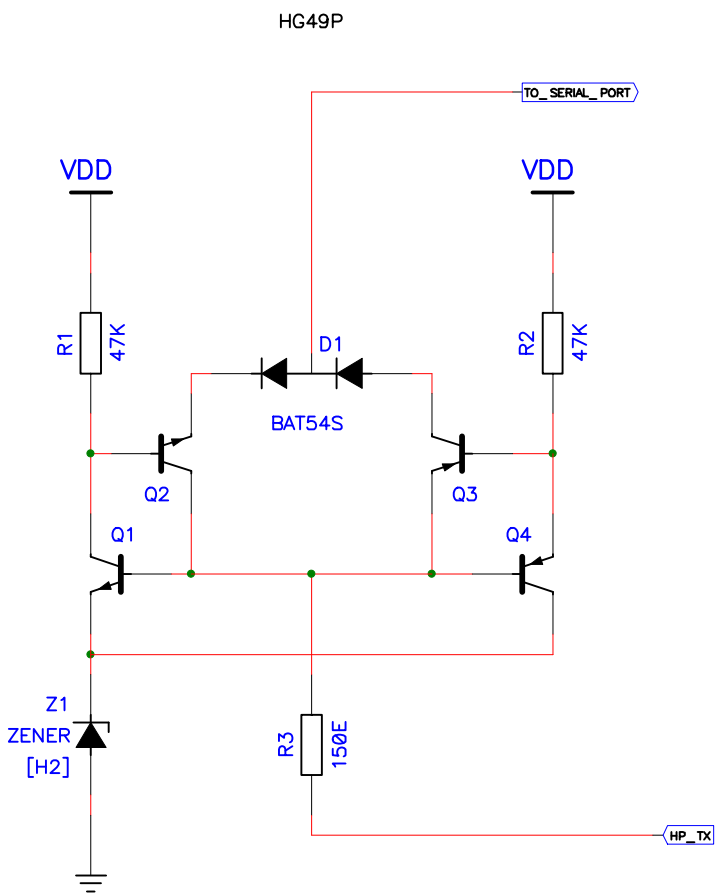 HG49P
TO_SERIAL_PORT
VDD
VDD
R1
47K
D1
R2
47K
BAT54S
Q2
Q3
Q1
Q4
Z1
ZENER
[H2]
R3
150E
HP_TX